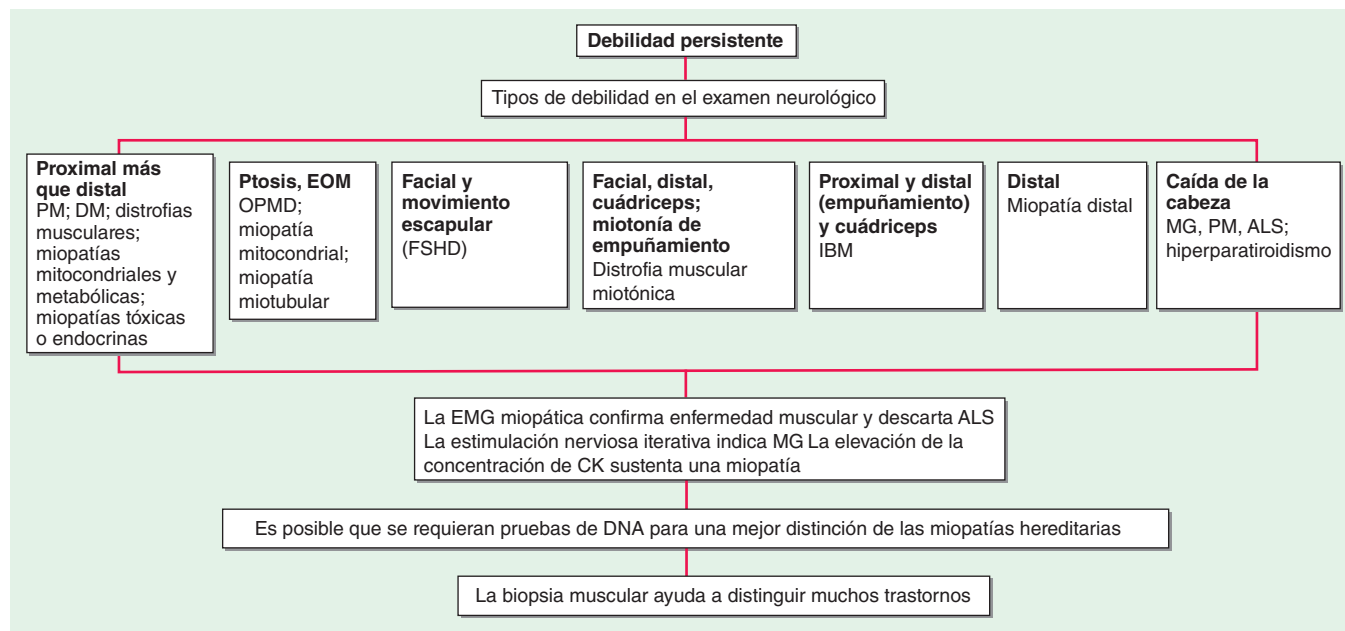 Debilidad persistente
Tipos de debilidad en el examen neurológico
Proximal más
que distal
PM; DM; distrofias
musculares;
miopatías
mitocondriales y
metabólicas;
miopatías tóxicas
o endocrinas
Ptosis, EOM
OPMD;
miopatía
mitocondrial;
miopatía
miotubular
Facial y
movimiento
escapular
(FSHD)
Facial, distal,
cuádriceps;
miotonía de
empuñamiento
Distrofia muscular
miotónica
Proximal y distal
(empuñamiento)
y cuádriceps
IBM
Distal
Miopatía distal
Caída de la
cabeza
MG, PM, ALS;
hiperparatiroidismo
La EMG miopática confirma enfermedad muscular y descarta ALS
La estimulación nerviosa iterativa indica MG La elevación de la
concentración de CK sustenta una miopatía
Es posible que se requieran pruebas de DNA para una mejor distinción de las miopatías hereditarias
La biopsia muscular ayuda a distinguir muchos trastornos